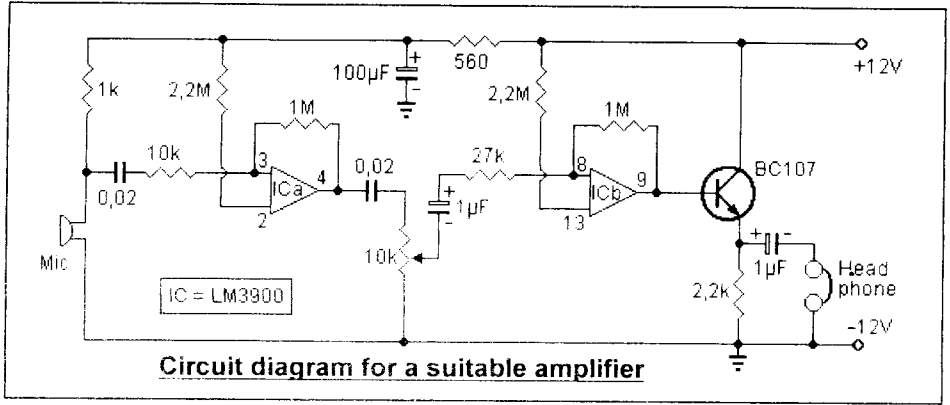 1k
2,2M
100µF
+
-
560
2,2M
+12V
1M
1M
0,02
10k
3
ICa
4
2
0,02
27k
8
ICb
9
13
BC107
+
1µF
-
10k
Mic
IC = LM3900
+
-
1µF
2,2k
Head
phone
-12V
Circuit diagram for a suitable amplifier